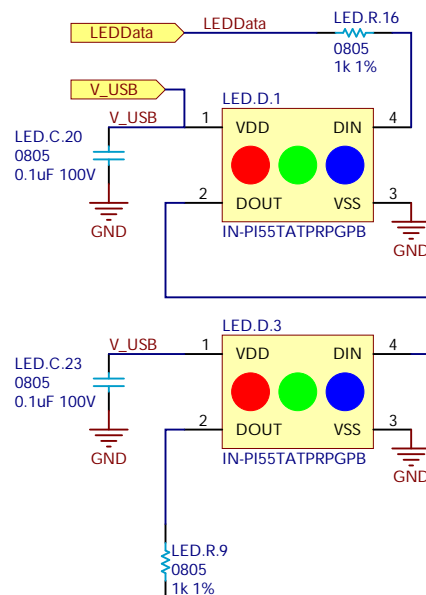 LEDData
LEDData
LED.R.16
0805
1k 1%
V_USB
V_USB
LED.C.20
0805
0.1uF 100V
GND
LED.D.1
1
VDD
DIN
4
2
DOUT
VSS
3
IN-PI55TATPRPGPB
GND
LED.D.3
V_USB
LED.C.23
0805
0.1uF 100V
GND
1
VDD
DIN
4
2
DOUT
VSS
3
IN-PI55TATPRPGPB
GND
LED.R.9
0805
1k 1%